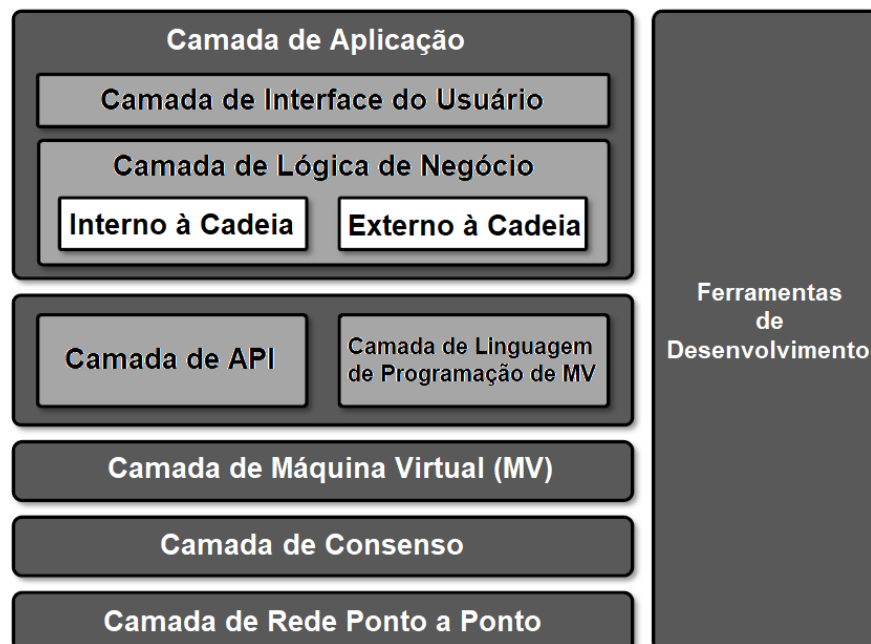 Camada de Aplicação
Camada de Interface do Usuário
Camada de Lógica de Negócio
Interno à Cadeia
Externo à Cadeia
Camada de API
Camada de Linguagem
de Programação de MV
Camada de Máquina Virtual (MV)
Camada de Consenso
Camada de Rede Ponto a Ponto
Ferramentas
de
Desenvolvimento